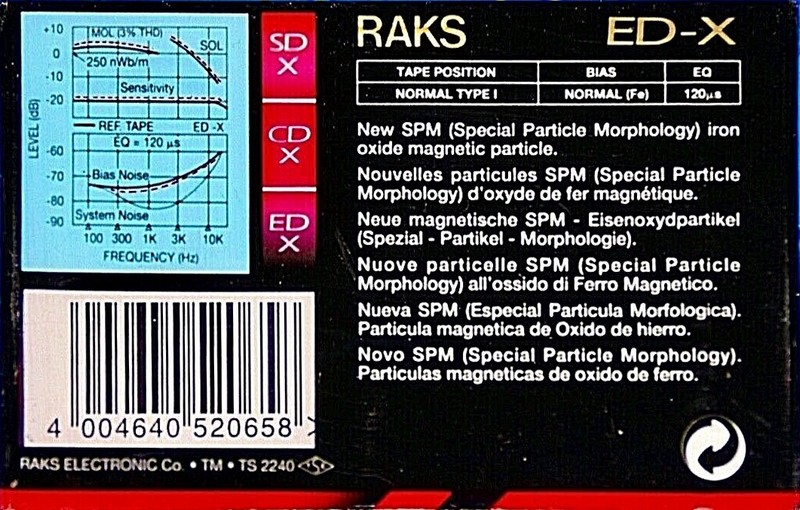 +10
0
-10
-20
-60
-70
-80
-90
LEVEL (dB)
MOL (3% THD)
SOL
250 nWb/m
Sensitivity
REF. TAPE ED-X
EQ = 120 µs
Bias Noise
System Noise
100 300 1K 3K 10K
FREQUENCY (Hz)
SD
X
CD
X
ED
X
RAKS ED-X
TAPE POSITION BIAS EQ
NORMAL TYPE I NORMAL (Fe) 120µs
New SPM (Special Particle Morphology) iron
oxide magnetic particle.
Nouvelles particules SPM (Special Particle
Morphology) d'oxyde de fer magnétique.
Neue magnetische SPM - Eisenoxydpartikel
(Spezial - Partikel - Morphologie).
Nuove particelle SPM (Special Particle
Morphology) all'ossido di Ferro Magnetico.
Nueva SPM (Especial Particula Morfologica).
Particula magnetica de Oxido de hierro.
Novo SPM (Special Particle Morphology).
Particulas magneticas de oxido de ferro.
4 004640 520658 >
RAKS ELECTRONIC Co. • TM • TS 2240 TSE